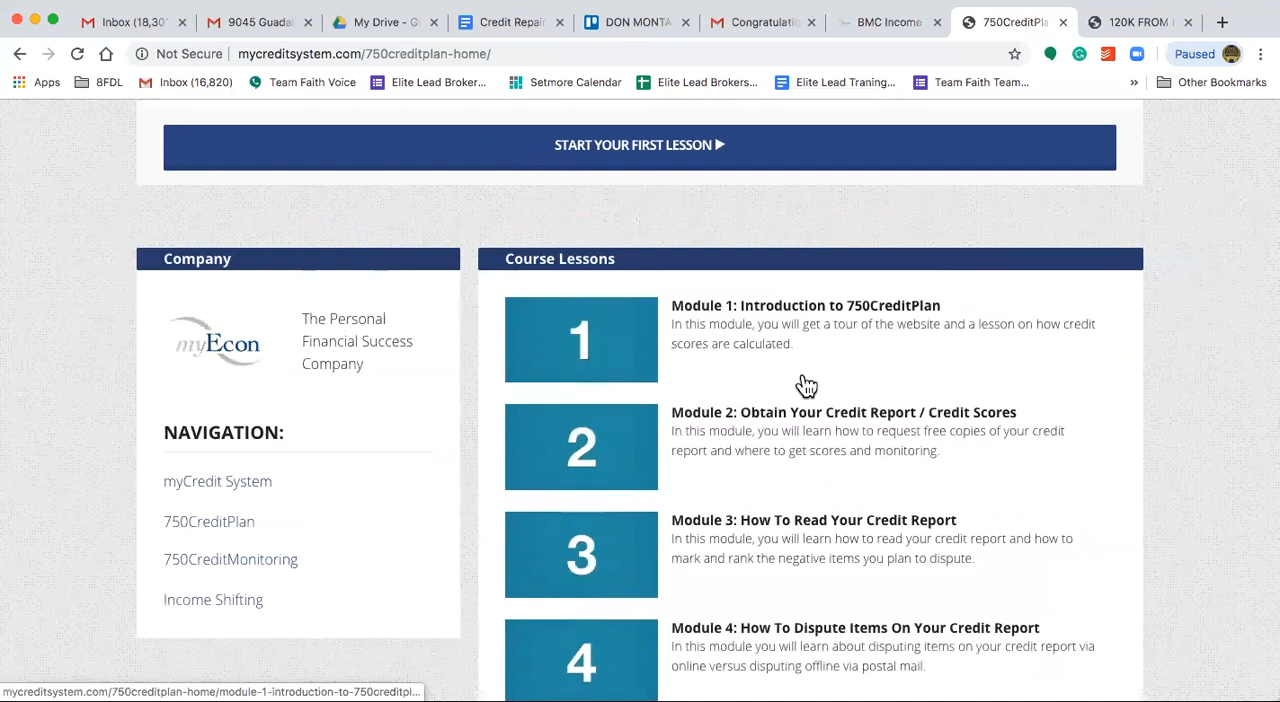 Inbox (18,30
9045 Guadal
My Drive - G
Credit Repair
DON MONTA
Congratulati
BMC Income
750CreditPla
120K FROM
Not Secure
mycreditsystem.com/750creditplan-home/
Paused
Apps
8FDL
Inbox (16,820)
Team Faith Voice
Elite Lead Broker...
Setmore Calendar
Elite Lead Brokers...
Elite Lead Traning...
Team Faith Team...
»
Other Bookmarks
START YOUR FIRST LESSON
Company
myEcon
The Personal
Financial Success
Company
NAVIGATION:
myCredit System
750CreditPlan
750CreditMonitoring
Income Shifting
Course Lessons
1
Module 1: Introduction to 750CreditPlan
In this module, you will get a tour of the website and a lesson on how credit
scores are calculated.
2
Module 2: Obtain Your Credit Report / Credit Scores
In this module, you will learn how to request free copies of your credit
report and where to get scores and monitoring.
3
Module 3: How To Read Your Credit Report
In this module, you will learn how to read your credit report and how to
mark and rank the negative items you plan to dispute.
4
Module 4: How To Dispute Items On Your Credit Report
In this module you will learn about disputing items on your credit report via
online versus disputing offline via postal mail.
mycreditsystem.com/750creditplan-home/module-1-introduction-to-750creditpl...